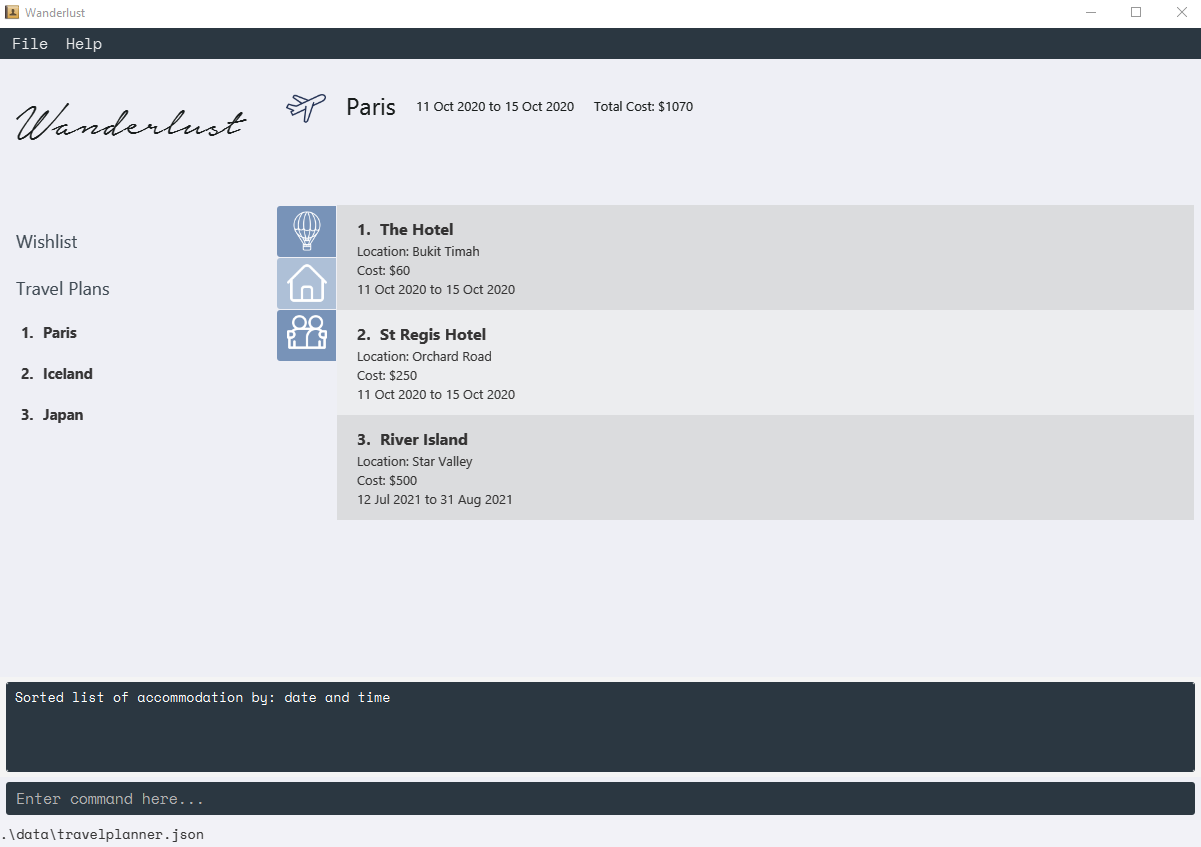 Wanderlust
File Help
Wanderlust
Paris 11 Oct 2020 to 15 Oct 2020 Total Cost: $1070
Wishlist
Travel Plans
1. Paris
2. Iceland
3. Japan
1. The Hotel
Location: Bukit Timah
Cost: $60
11 Oct 2020 to 15 Oct 2020
2. St Regis Hotel
Location: Orchard Road
Cost: $250
11 Oct 2020 to 15 Oct 2020
3. River Island
Location: Star Valley
Cost: $500
12 Jul 2021 to 31 Aug 2021
Sorted list of accommodation by: date and time
Enter command here...
.\data\travelplanner.json